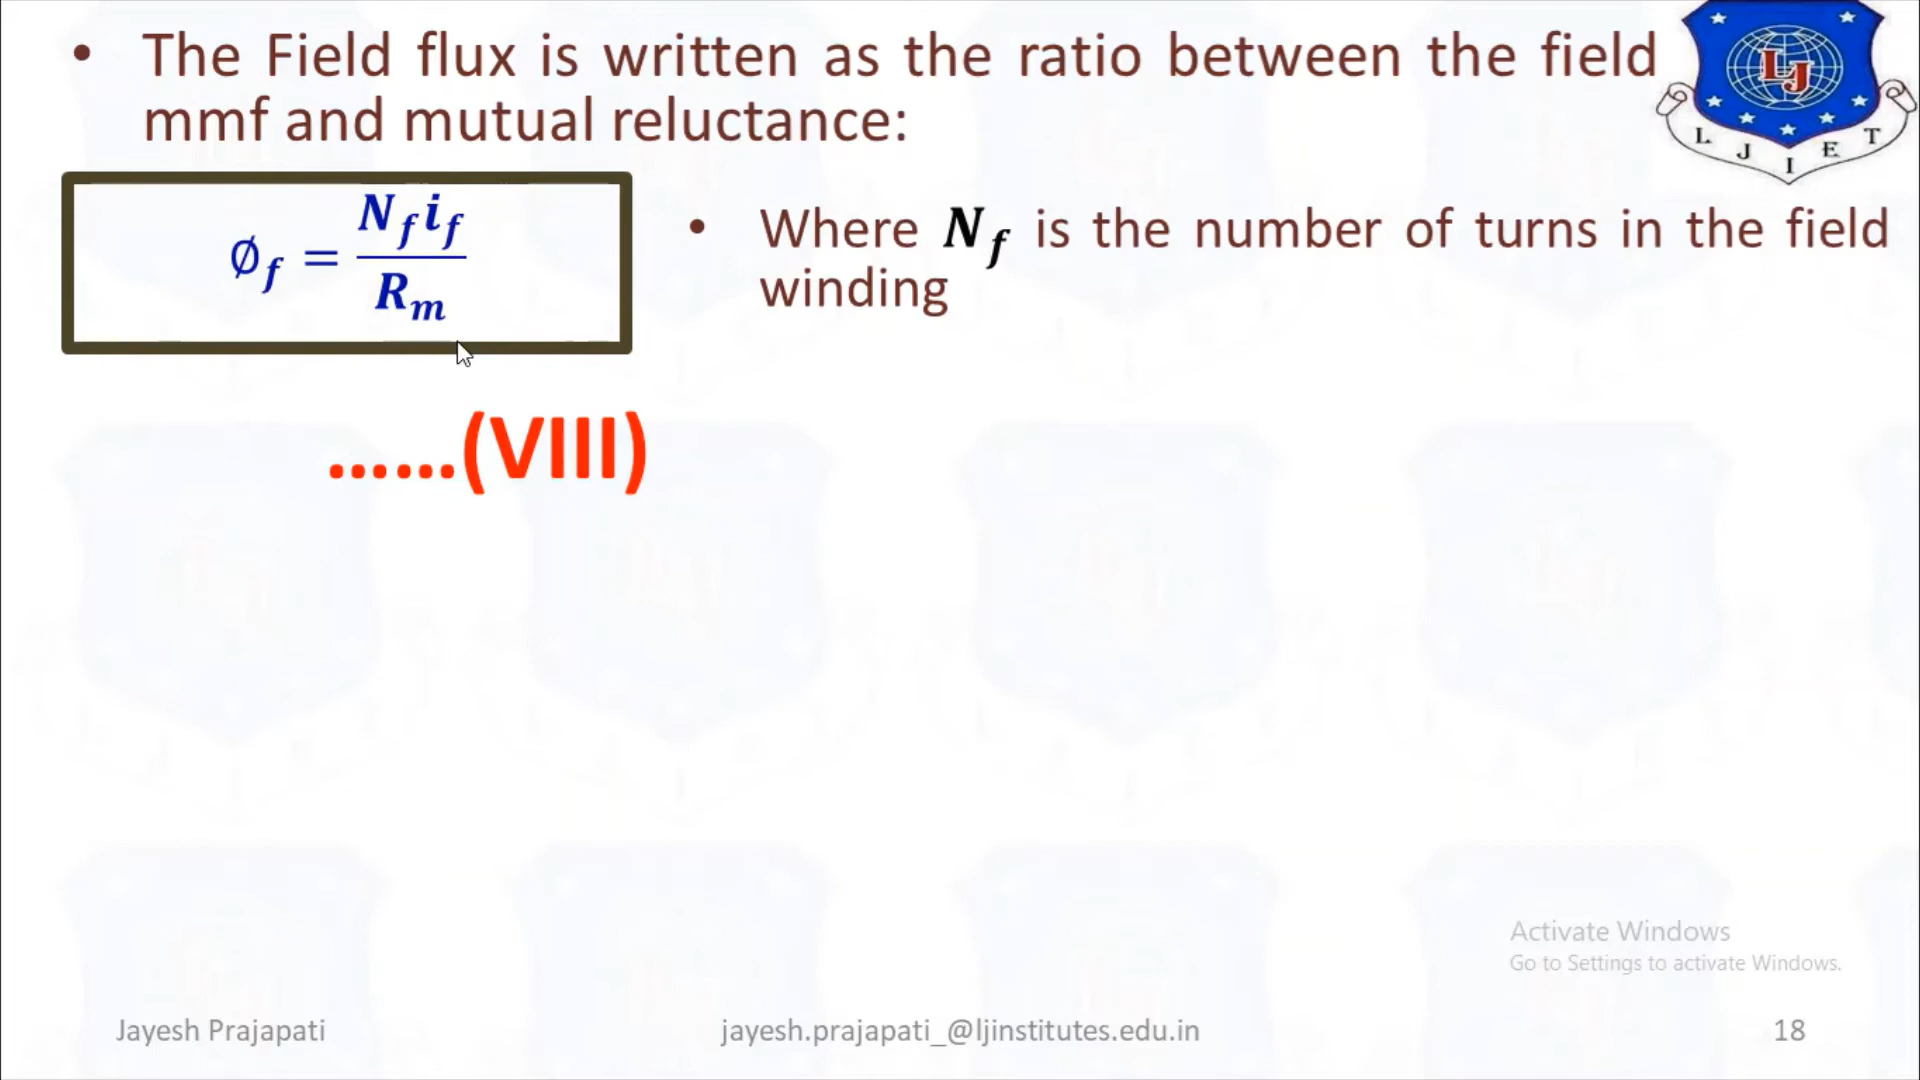 • The Field flux is written as the ratio between the field
mmf and mutual reluctance:
L J I E T
LJ
∅f = Nf if / Rm
• Where Nf is the number of turns in the field
winding
......(VIII)
Activate Windows
Go to Settings to activate Windows.
Jayesh Prajapati
jayesh.prajapati_@ljinstitutes.edu.in
18